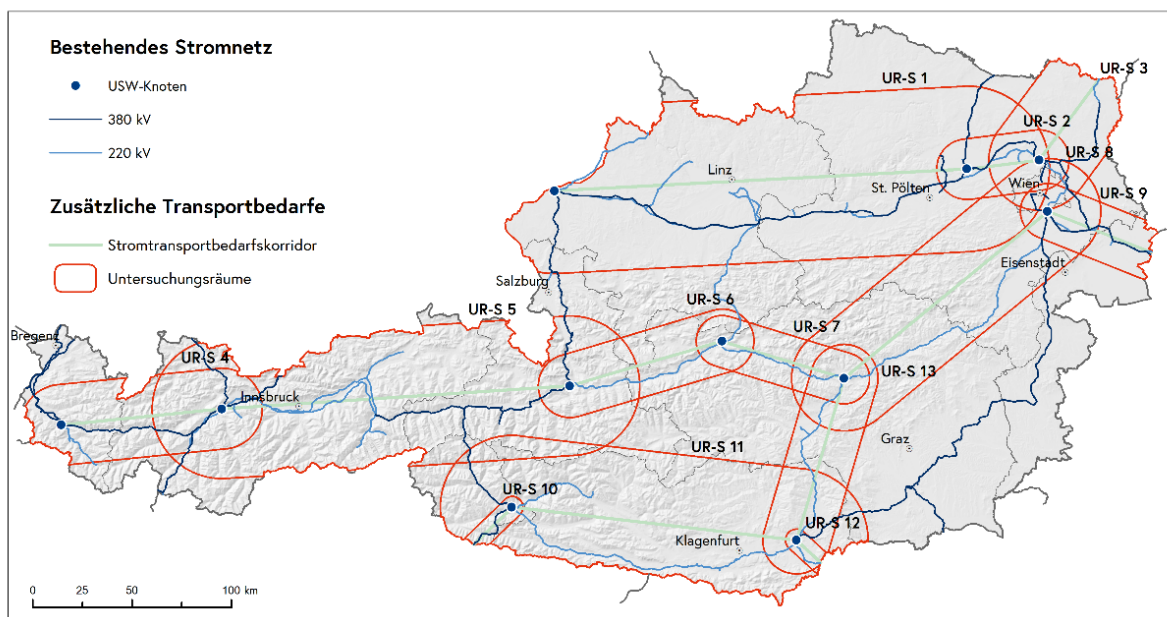 Bestehendes Stromnetz
USW-Knoten
380 kV
220 kV
Zusätzliche Transportbedarfe
Stromtransportbedarfskorridor
Untersuchungsräume
UR-S 3
UR-S 1
UR-S 2
UR-S 8
Linz
St. Pölten
Wien
UR-S 9
Eisenstadt
Salzburg
UR-S 5
UR-S 6
UR-S 7
Bregenz
UR-S 4
UR-S 13
Innsbruck
Graz
UR-S 11
UR-S 10
UR-S 12
Klagenfurt
0 25 50 100 km